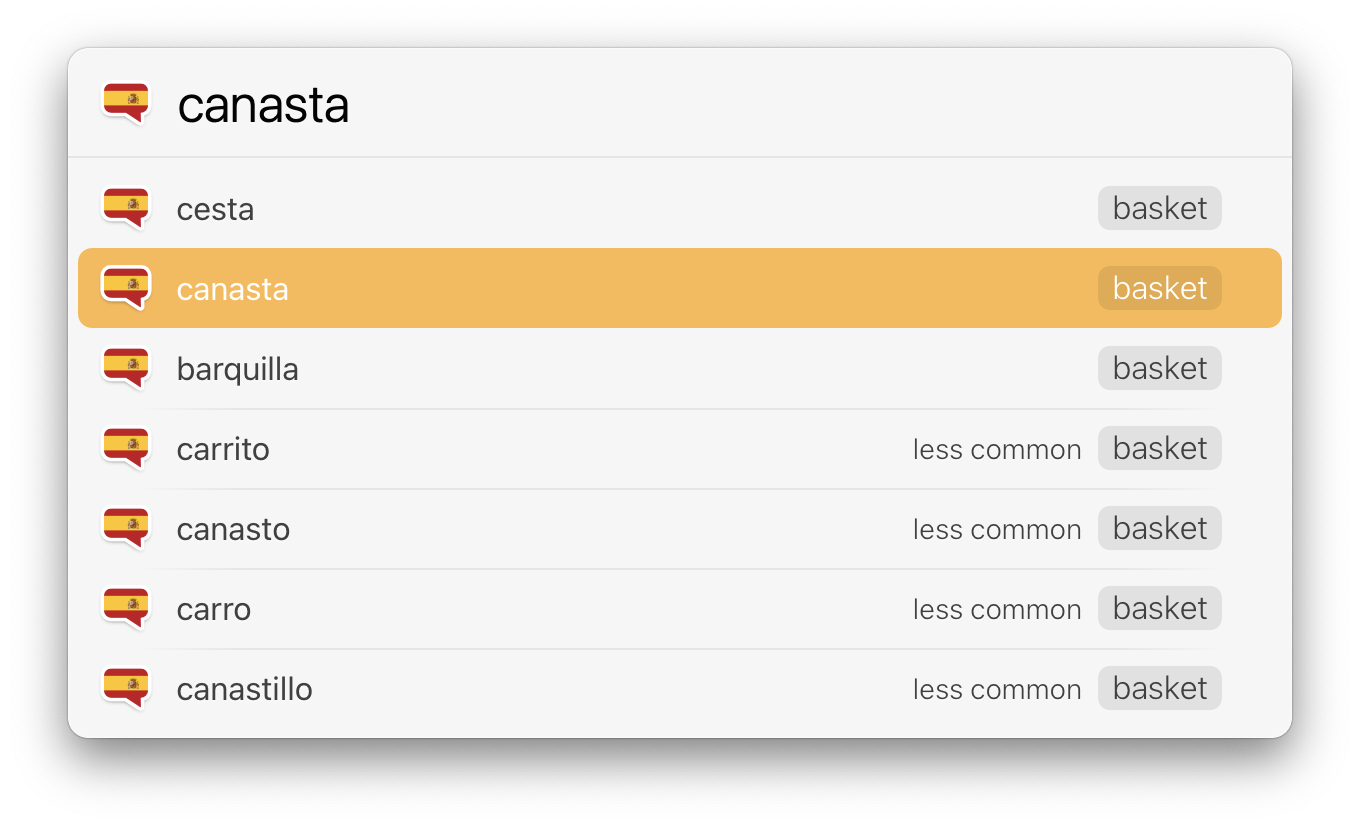 canasta
cesta basket
canasta basket
barquilla basket
carrito less common basket
canasto less common basket
carro less common basket
canastillo less common basket